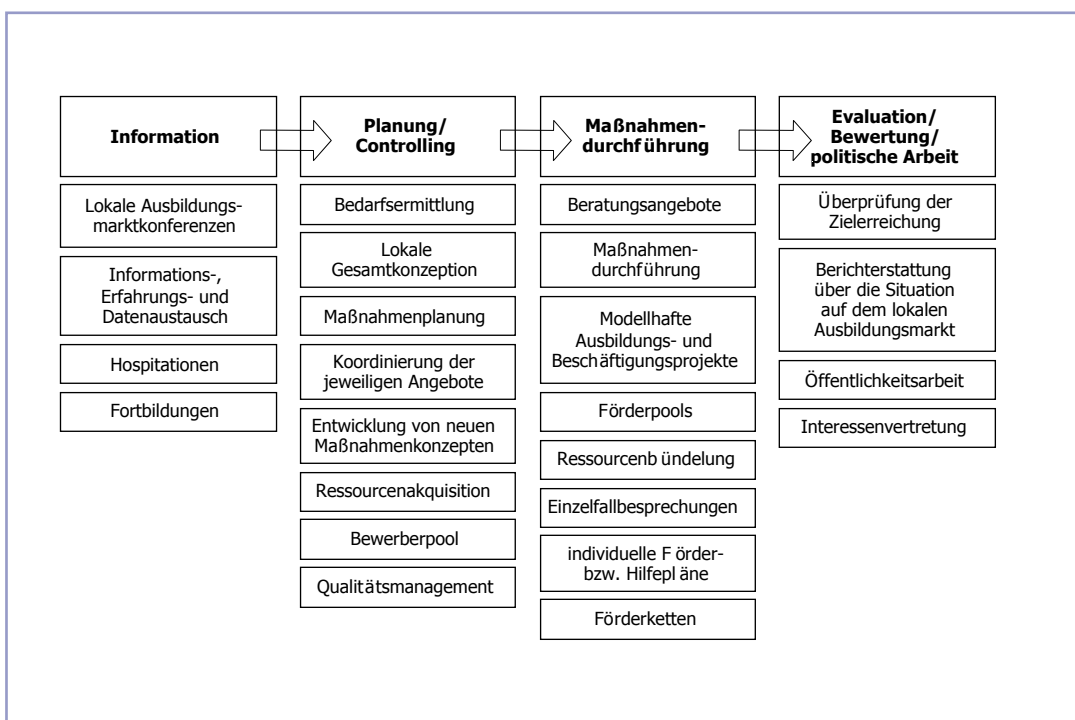 Information
Lokale Ausbildungs-
marktkonferenzen
Informations-,
Erfahrungs- und
Datenaustausch
Hospitationen
Fortbildungen
Planung/
Controlling
Bedarfsermittlung
Lokale
Gesamtkonzeption
Maßnahmenplanung
Koordinierung der
jeweiligen Angebote
Entwicklung von neuen
Maßnahmenkonzepten
Ressourcenakquisition
Bewerberpool
Qualitätsmanagement
Maßnahmen-
durchführung
Beratungsangebote
Maßnahmen-
durchführung
Modellhafte
Ausbildungs- und
Beschäftigungsprojekte
Förderpools
Ressourcenb ündelung
Einzelfallbesprechungen
individuelle F örder-
bzw. Hilfepl äne
Förderketten
Evaluation/
Bewertung/
politische Arbeit
Überprüfung der
Zielerreichung
Berichterstattung
über die Situation
auf dem lokalen
Ausbildungsmarkt
Öffentlichkeitsarbeit
Interessenvertretung